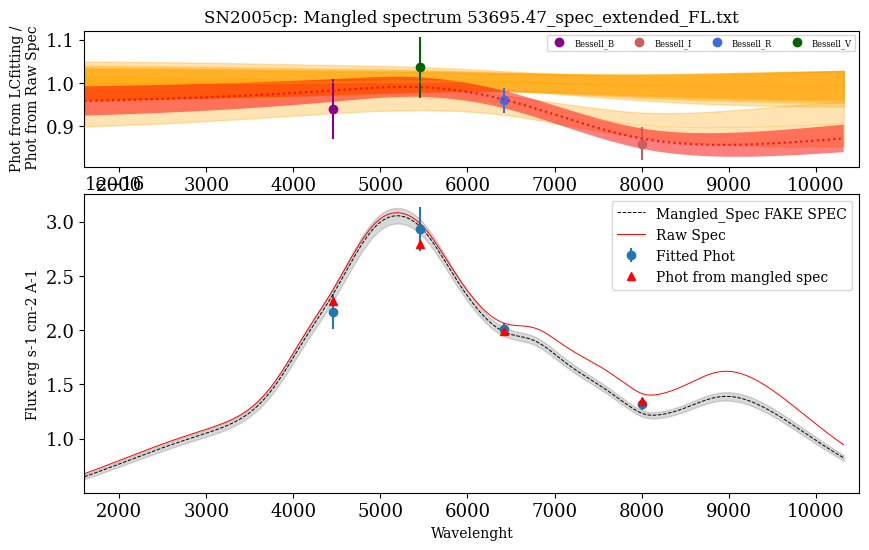 SN2005cp: Mangled spectrum 53695.47_spec_extended_FL.txt
Phot from LCfitting /
Phot from Raw Spec
1.1
1.0
0.9
Bessell_B
Bessell_I
Bessell_R
Bessell_V
2000 3000 4000 5000 6000 7000 8000 9000 10000
1e−16
Flux erg s-1 cm-2 A-1
3.0
2.5
2.0
1.5
1.0
Mangled_Spec FAKE SPEC
Raw Spec
Fitted Phot
Phot from mangled spec
2000 3000 4000 5000 6000 7000 8000 9000 10000
Wavelenght